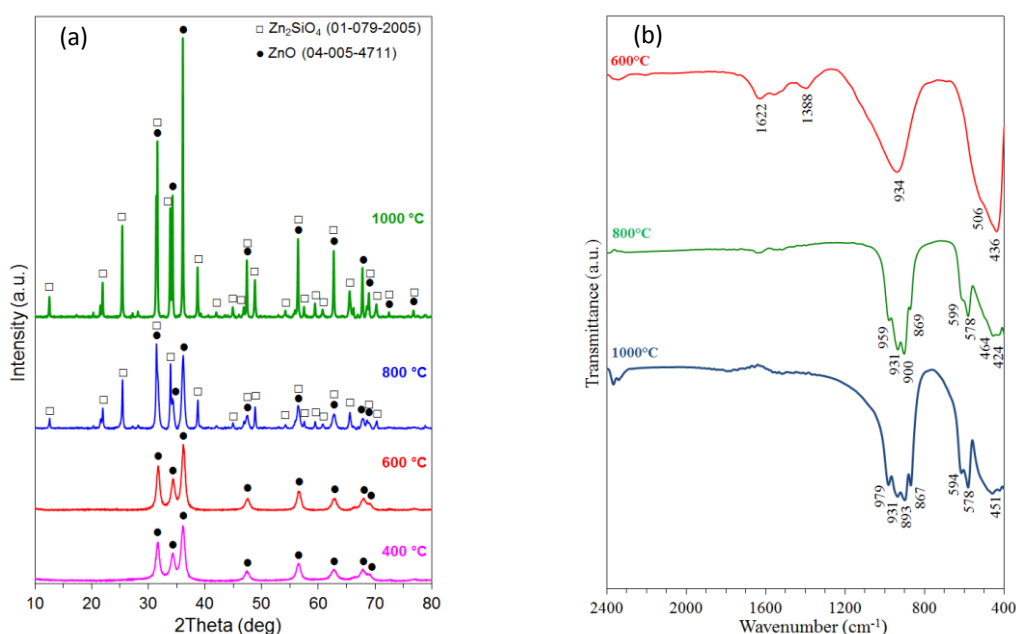 (a)
□ Zn₂SiO₄ (01-079-2005)
● ZnO (04-005-4711)
1000 °C
800 °C
600 °C
400 °C
Intensity (a.u.)
10 20 30 40 50 60 70 80
2Theta (deg)
(b)
600°C
1622
1388
934
506
436
800°C
959
931
900
869
599
578
464
424
1000°C
979
931
893
867
594
578
451
Transmittance (a.u.)
2400 2000 1600 1200 800 400
Wavenumber (cm⁻¹)